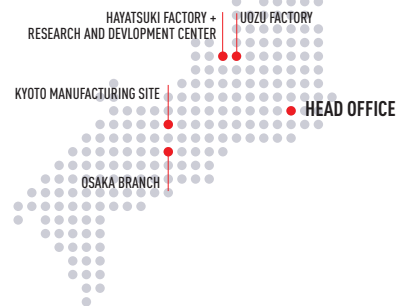 HAYATSUKI FACTORY +
RESEARCH AND DEVLOPMENT CENTER
UOZU FACTORY
KYOTO MANUFACTURING SITE
HEAD OFFICE
OSAKA BRANCH